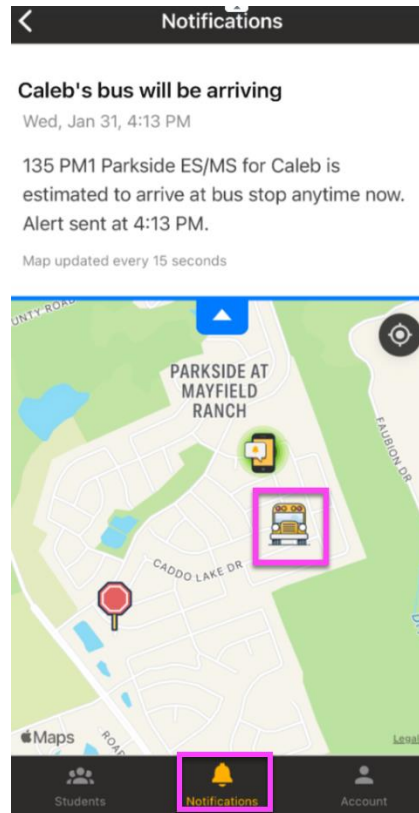 Notifications
Caleb's bus will be arriving
Wed, Jan 31, 4:13 PM
135 PM1 Parkside ES/MS for Caleb is
estimated to arrive at bus stop anytime now.
Alert sent at 4:13 PM.
Map updated every 15 seconds
UNTY ROAD
PARKSIDE AT
MAYFIELD
RANCH
FAUBION DR
CADDO LAKE DR
Maps
Legal
Students
Notifications
Account